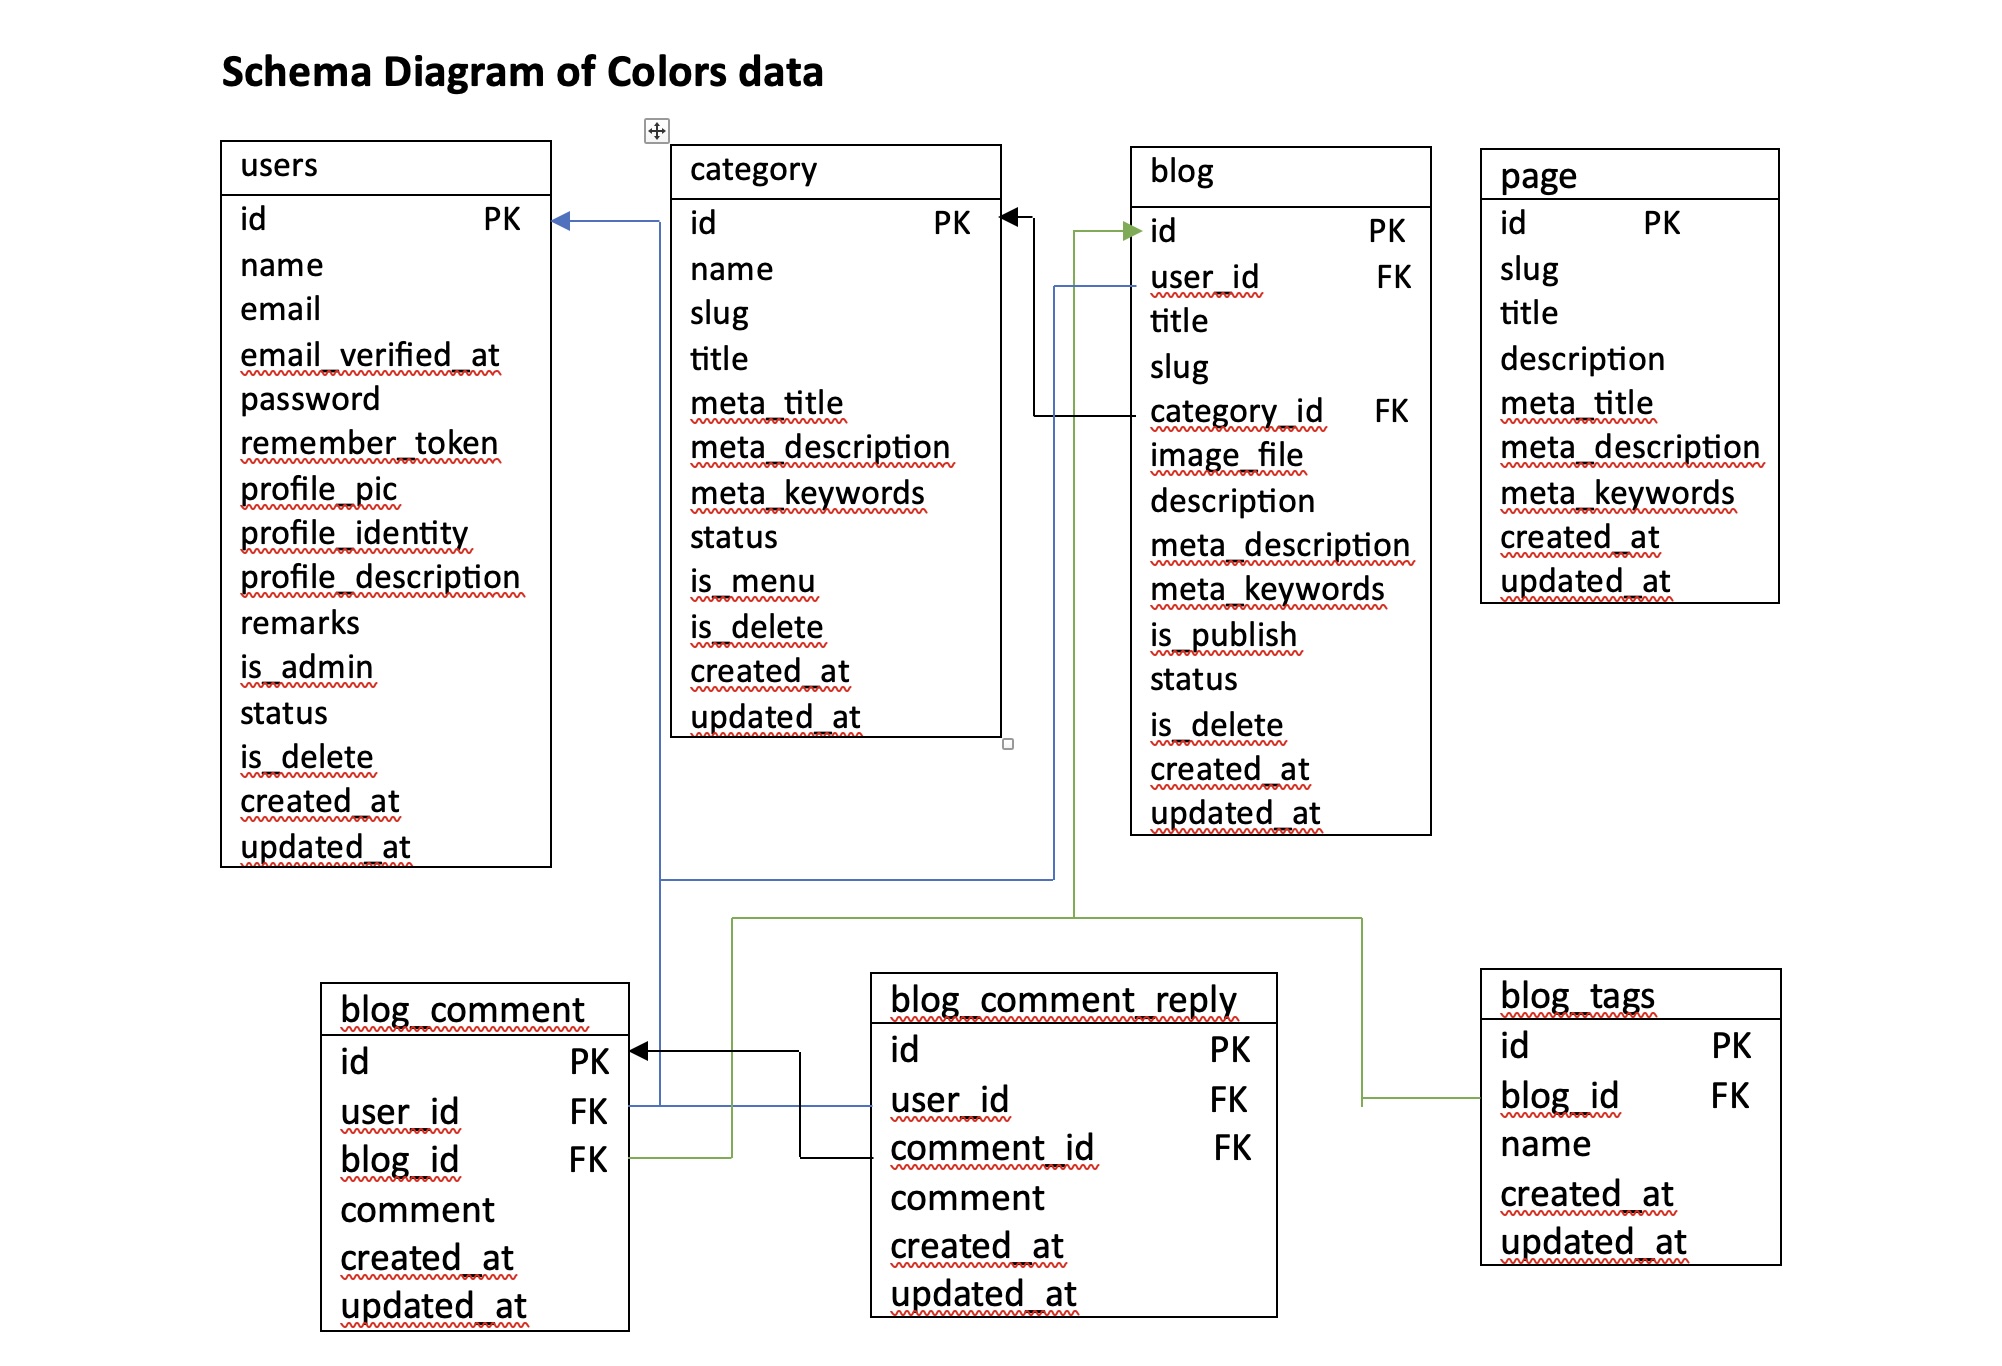 Schema Diagram of Colors data
users
id PK
name
email
email_verified_at
password
remember_token
profile_pic
profile_identity
profile_description
remarks
is_admin
status
is_delete
created_at
updated_at
category
id PK
name
slug
title
meta_title
meta_description
meta_keywords
status
is_menu
is_delete
created_at
updated_at
blog
id PK
user_id FK
title
slug
category_id FK
image_file
description
meta_description
meta_keywords
is_publish
status
is_delete
created_at
updated_at
page
id PK
slug
title
description
meta_title
meta_description
meta_keywords
created_at
updated_at
blog_comment
id PK
user_id FK
blog_id FK
comment
created_at
updated_at
blog_comment_reply
id PK
user_id FK
comment_id FK
comment
created_at
updated_at
blog_tags
id PK
blog_id FK
name
created_at
updated_at